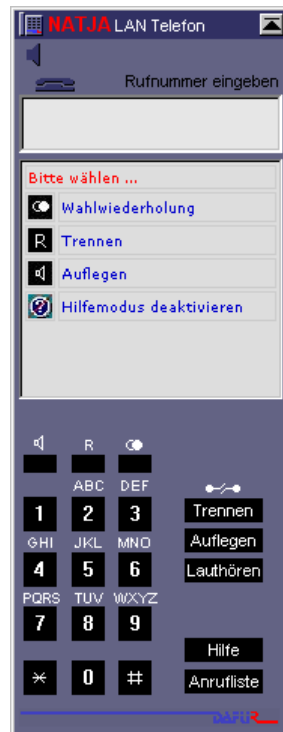 NATJA LAN Telefon
Rufnummer eingeben
Bitte wählen ...
Wahlwiederholung
R Trennen
Auflegen
? Hilfemodus deaktivieren
R
ABC DEF
1 2 3 Trennen
GHI JKL MNO Auflegen
4 5 6 Lauthören
PQRS TUV WXYZ
7 8 9
Hilfe
* 0 # Anrufliste
DAFÜR